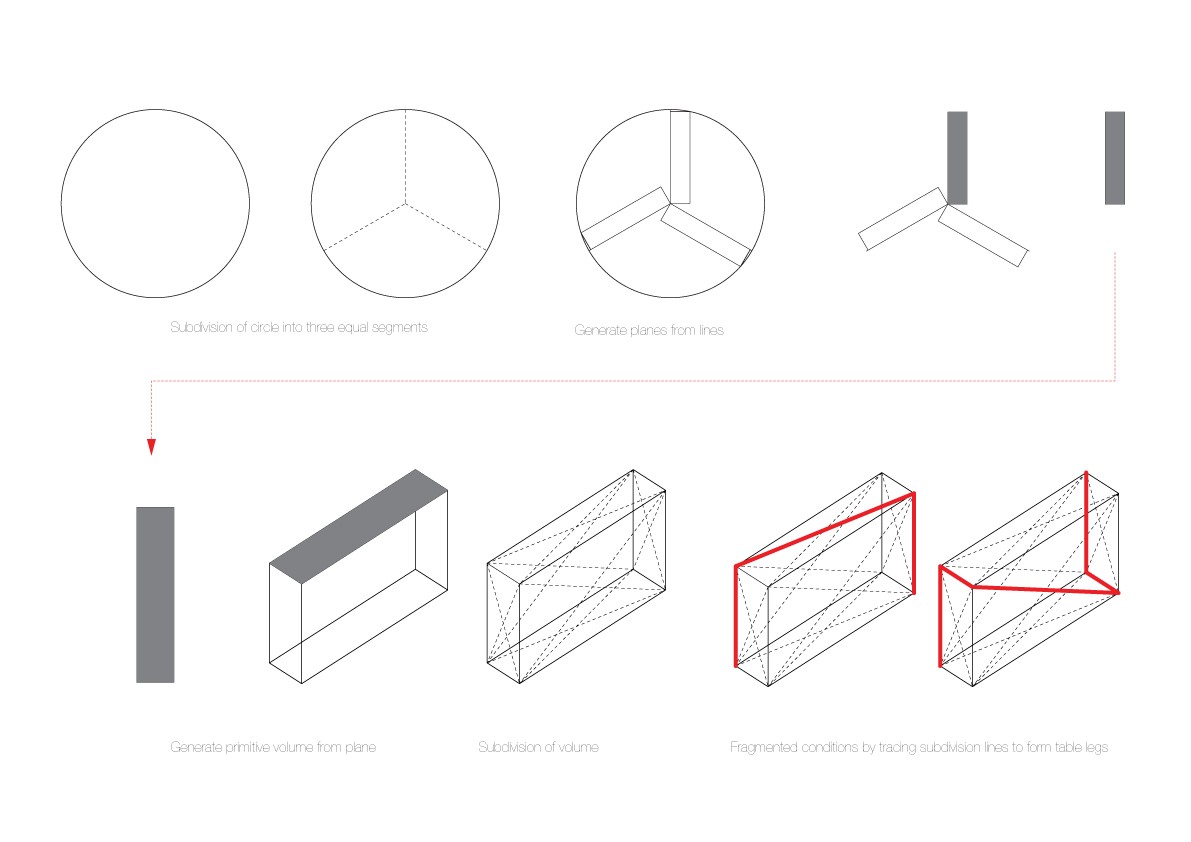 Subdivision of circle into three equal segments
Generate planes from lines
Generate primitive volume from plane
Subdivision of volume
Fragmented conditions by tracing subdivision lines to form table legs